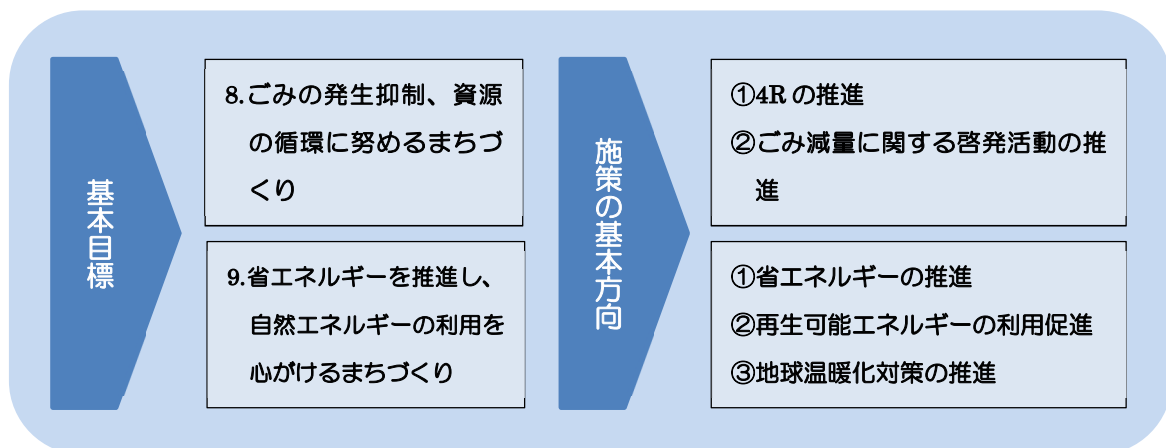 基本目標
8.ごみの発生抑制、資源
の循環に努めるまちづ
くり
9.省エネルギーを推進し、
自然エネルギーの利用を
心がけるまちづくり
施策の基本方向
①4Rの推進
②ごみ減量に関する啓発活動の推
進
①省エネルギーの推進
②再生可能エネルギーの利用促進
③地球温暖化対策の推進